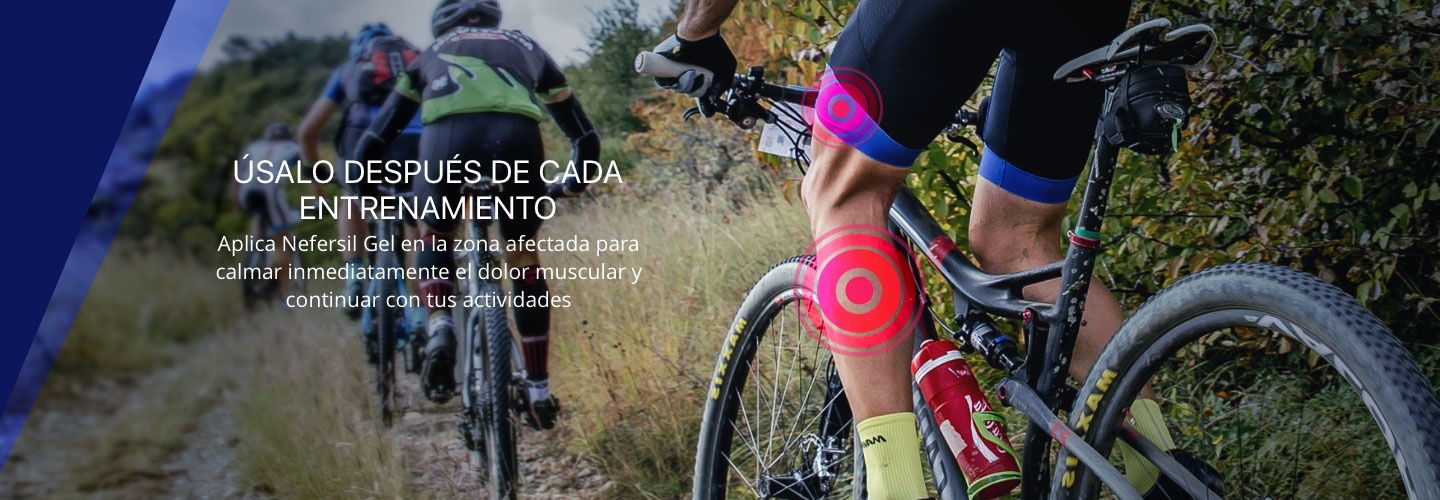 ÚSALO DESPUÉS DE CADA
ENTRENAMIENTO
Aplica Nefersil Gel en la zona afectada para
calmar inmediatamente el dolor muscular y
continuar con tus actividades